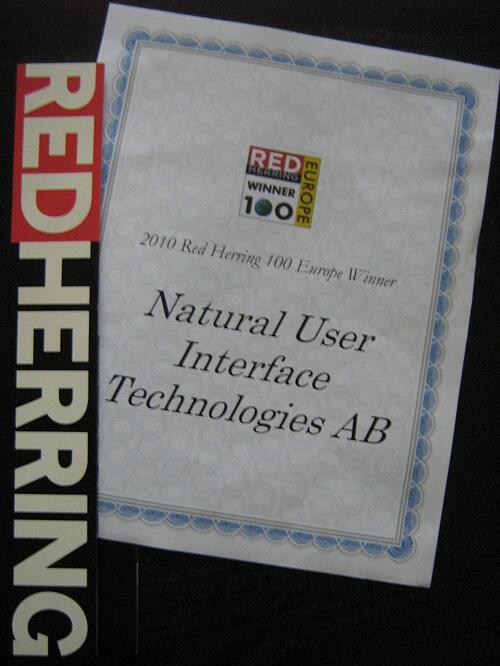 RED HERRING
RED
HERRING
WINNER
100
EUROPE
2010 Red Herring 100 Europe Winner
Natural User
Interface
Technologies AB